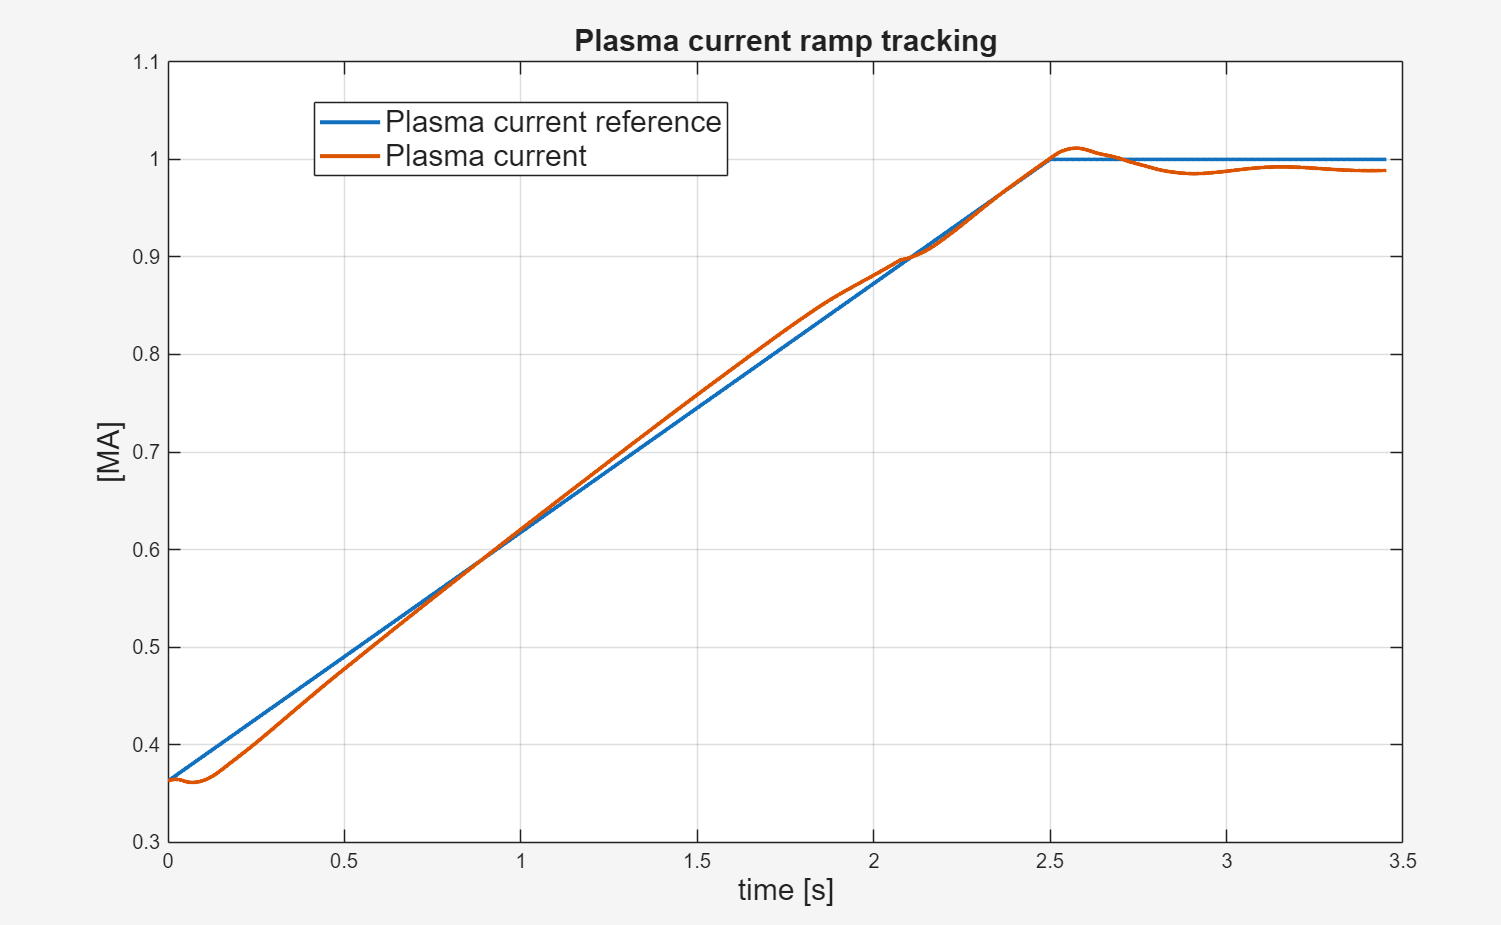 Plasma current ramp tracking
1.1
Plasma current reference
Plasma current
1
0.9
0.8
0.7
[MA]
0.6
0.5
0.4
0.3
0 0.5 1 1.5 2 2.5 3 3.5
time [s]